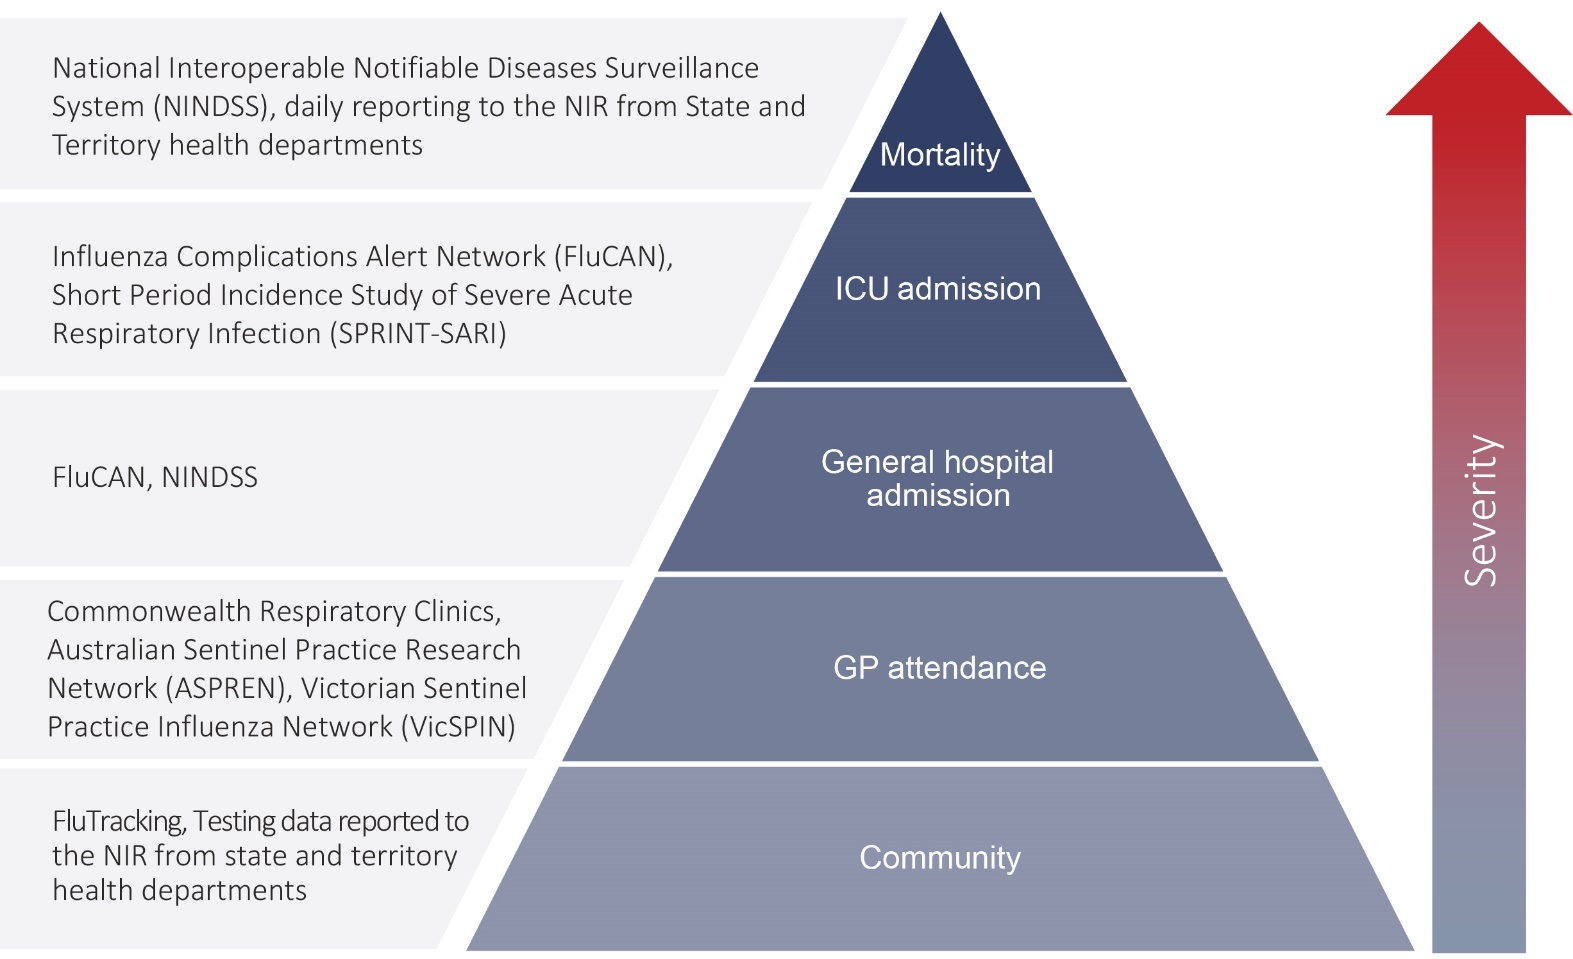 National Interoperable Notifiable Diseases Surveillance
System (NINDSS), daily reporting to the NIR from State and
Territory health departments
Mortality
Influenza Complications Alert Network (FluCAN),
Short Period Incidence Study of Severe Acute
Respiratory Infection (SPRINT-SARI)
ICU admission
FluCAN, NINDSS
General hospital
admission
Commonwealth Respiratory Clinics,
Australian Sentinel Practice Research
Network (ASPREN), Victorian Sentinel
Practice Influenza Network (VicSPIN)
GP attendance
FluTracking, Testing data reported to
the NIR from state and territory
health departments
Community
Severity